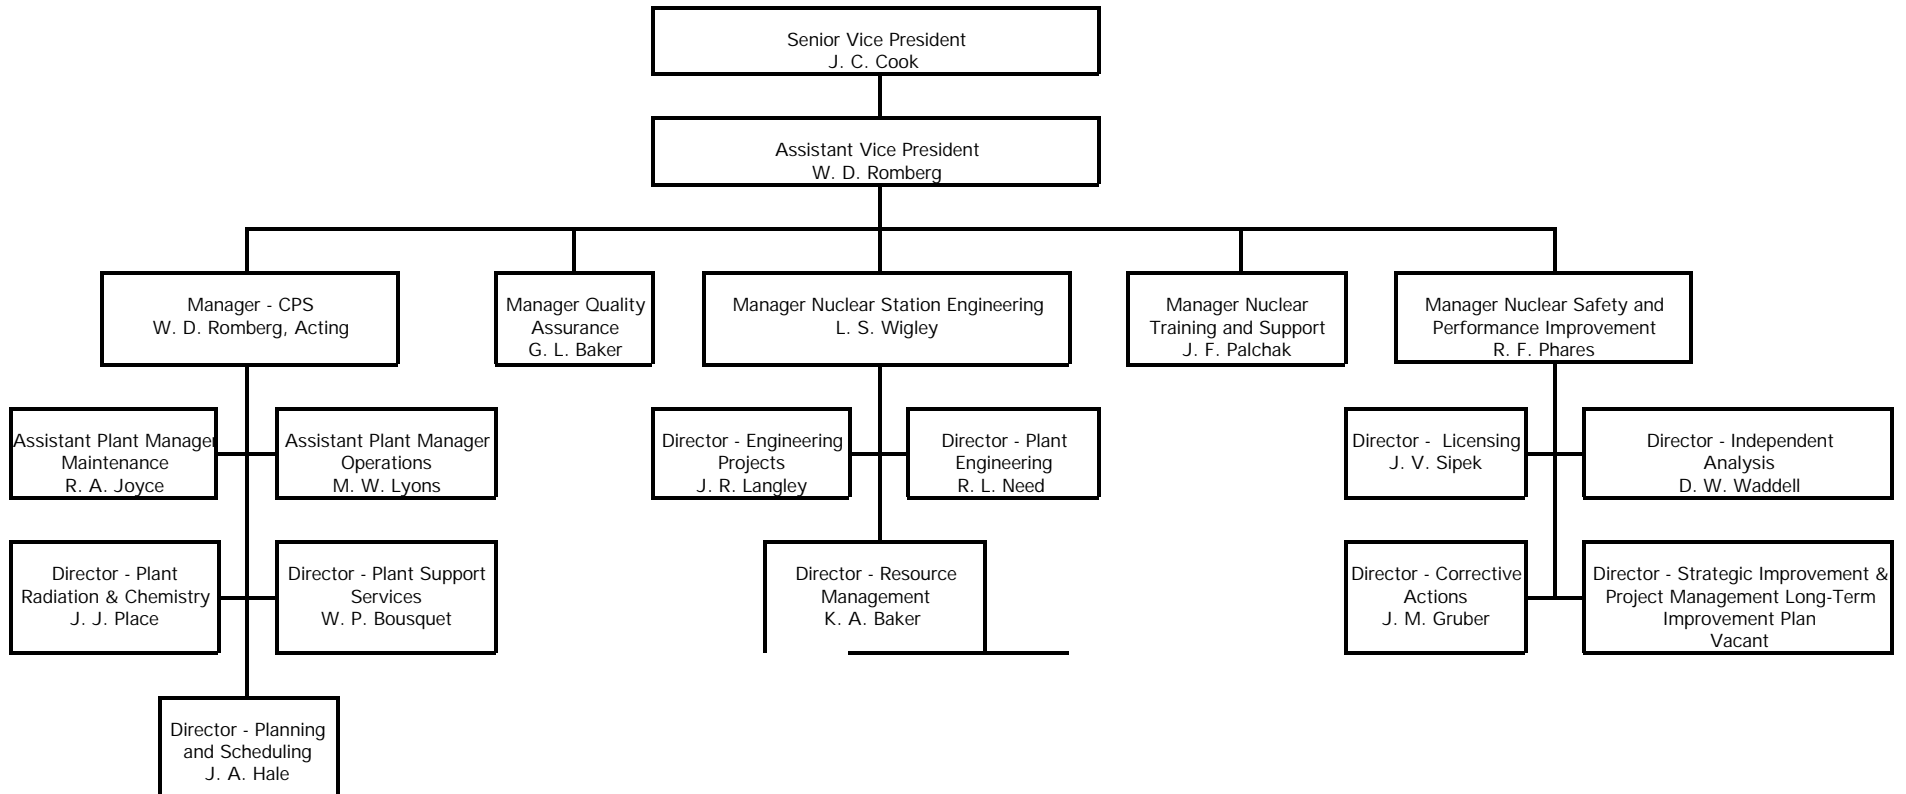 Senior Vice President
J. C. Cook
Assistant Vice President
W. D. Romberg
Manager - CPS
W. D. Romberg, Acting
Manager Quality
Assurance
G. L. Baker
Manager Nuclear Station Engineering
L. S. Wigley
Manager Nuclear
Training and Support
J. F. Palchak
Manager Nuclear Safety and
Performance Improvement
R. F. Phares
Assistant Plant Manager
Maintenance
R. A. Joyce
Assistant Plant Manager
Operations
M. W. Lyons
Director - Engineering
Projects
J. R. Langley
Director - Plant
Engineering
R. L. Need
Director - Licensing
J. V. Sipek
Director - Independent
Analysis
D. W. Waddell
Director - Plant
Radiation & Chemistry
J. J. Place
Director - Plant Support
Services
W. P. Bousquet
Director - Resource
Management
K. A. Baker
Director - Corrective
Actions
J. M. Gruber
Director - Strategic Improvement &
Project Management Long-Term
Improvement Plan
Vacant
Director - Planning
and Scheduling
J. A. Hale